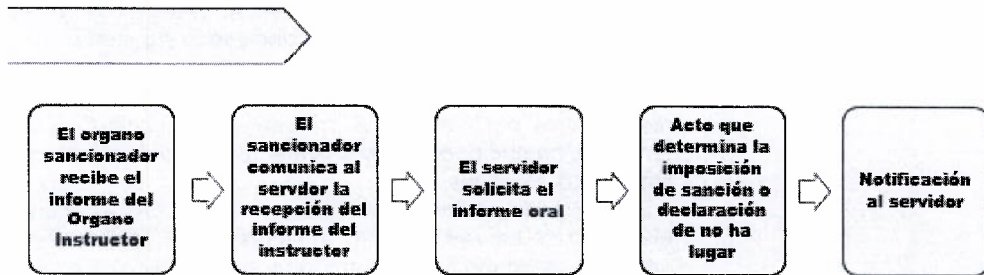 El organo
sancionador
recibe el
informe del
Organo
Instructor
El
sancionador
comunica al
servdor la
recepción del
informe del
instructor
El servidor
solicita el
informe oral
Acto que
determina la
imposición
de sanción o
declaración
de no ha
lugar
Notificación
al servidor